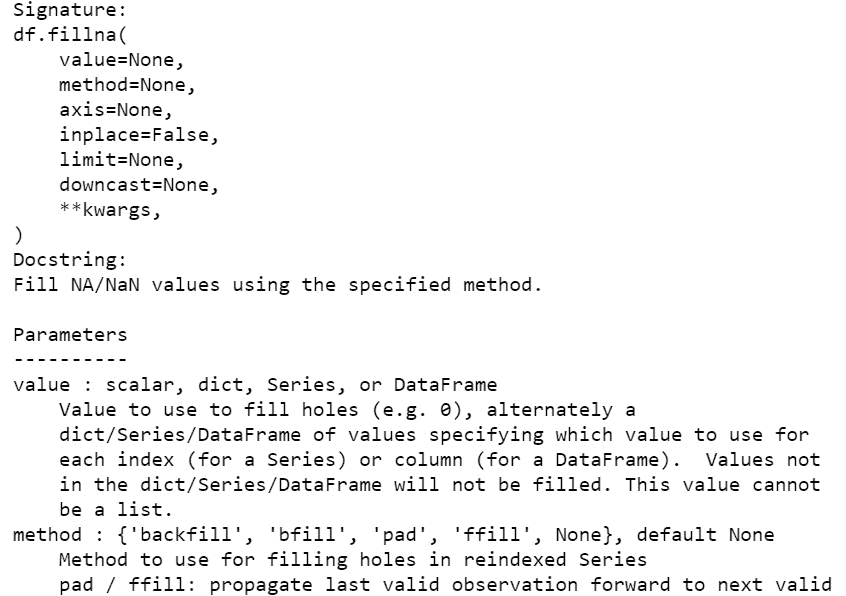 Signature:
df.fillna(
    value=None,
    method=None,
    axis=None,
    inplace=False,
    limit=None,
    downcast=None,
    **kwargs,
)
Docstring:
Fill NA/NaN values using the specified method.

Parameters
----------
value : scalar, dict, Series, or DataFrame
    Value to use to fill holes (e.g. 0), alternately a
    dict/Series/DataFrame of values specifying which value to use for
    each index (for a Series) or column (for a DataFrame).  Values not
    in the dict/Series/DataFrame will not be filled. This value cannot
    be a list.
method : {'backfill', 'bfill', 'pad', 'ffill', None}, default None
    Method to use for filling holes in reindexed Series
    pad / ffill: propagate last valid observation forward to next valid